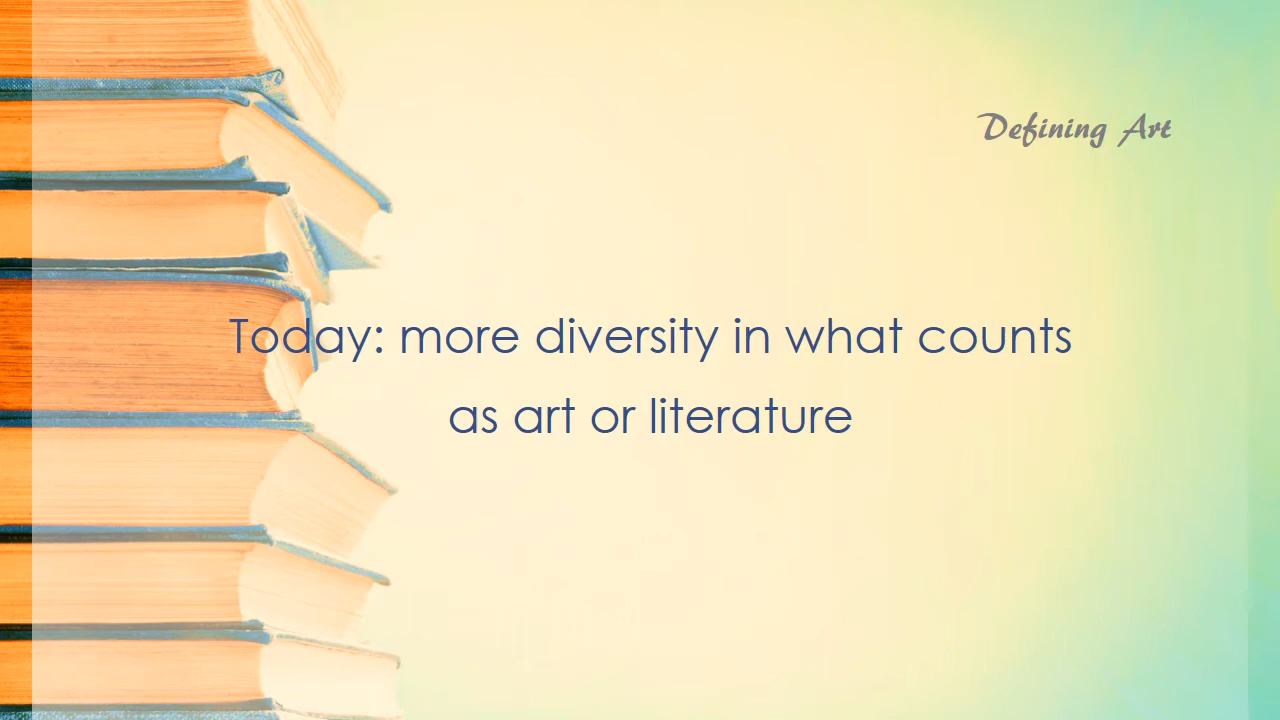 Defining Art
Today: more diversity in what counts
as art or literature